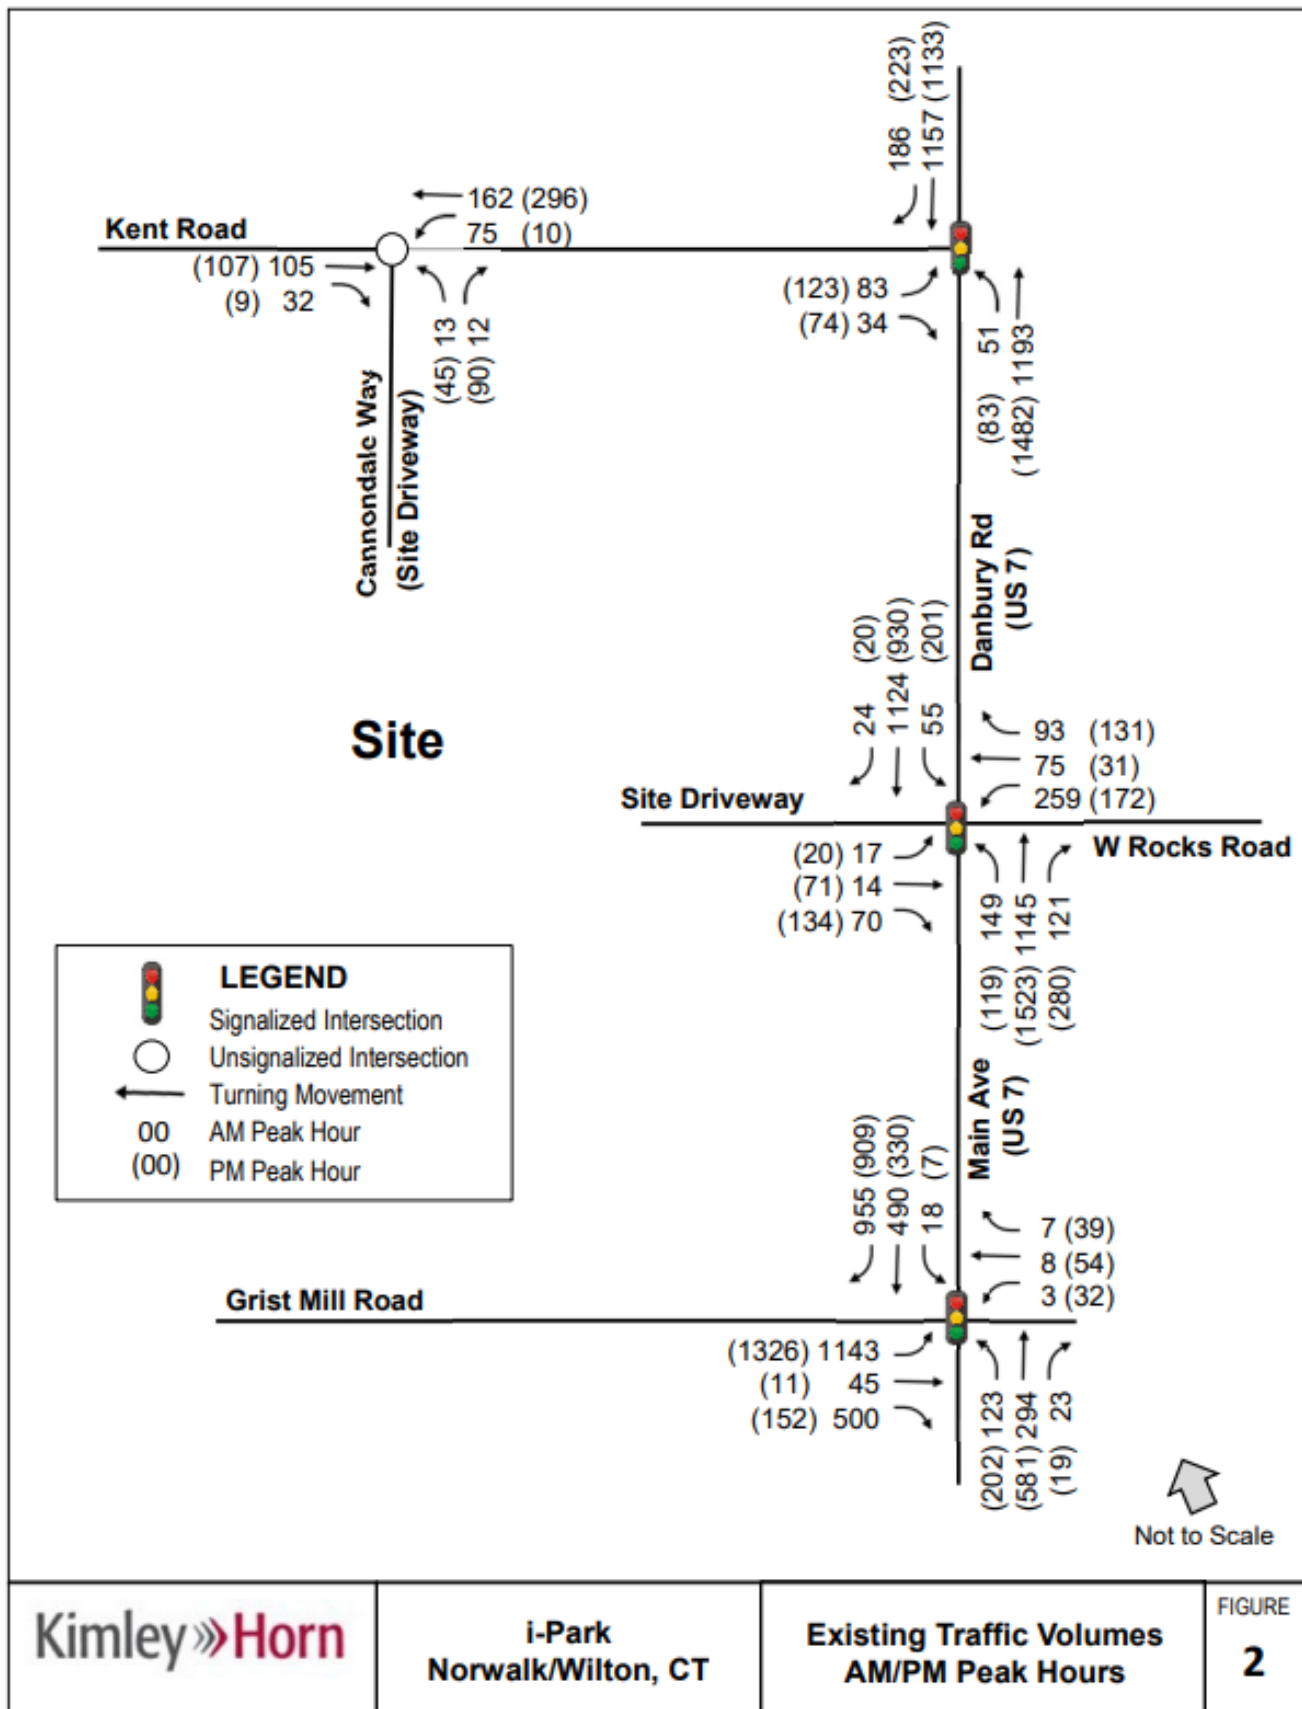 186 (223)
1157 (1133)
162 (296)
75 (10)
Kent Road
(107) 105
(9) 32
(45) 13
(90) 12
(123) 83
(74) 34
(83) 51
(1482) 1193
Cannondale Way
(Site Driveway)
Danbury Rd
(US 7)
24 (20)
1124 (930)
55 (201)
Site
93 (131)
75 (31)
259 (172)
Site Driveway
W Rocks Road
(20) 17
(71) 14
(134) 70
(119) 149
(1523) 1145
(280) 121
LEGEND
Signalized Intersection
Unsignalized Intersection
Turning Movement
00 AM Peak Hour
(00) PM Peak Hour
Main Ave
(US 7)
955 (909)
490 (330)
18 (7)
7 (39)
8 (54)
3 (32)
Grist Mill Road
(1326) 1143
(11) 45
(152) 500
(202) 123
(581) 294
(19) 23
Not to Scale
Kimley»Horn
i-Park
Norwalk/Wilton, CT
Existing Traffic Volumes
AM/PM Peak Hours
FIGURE
2